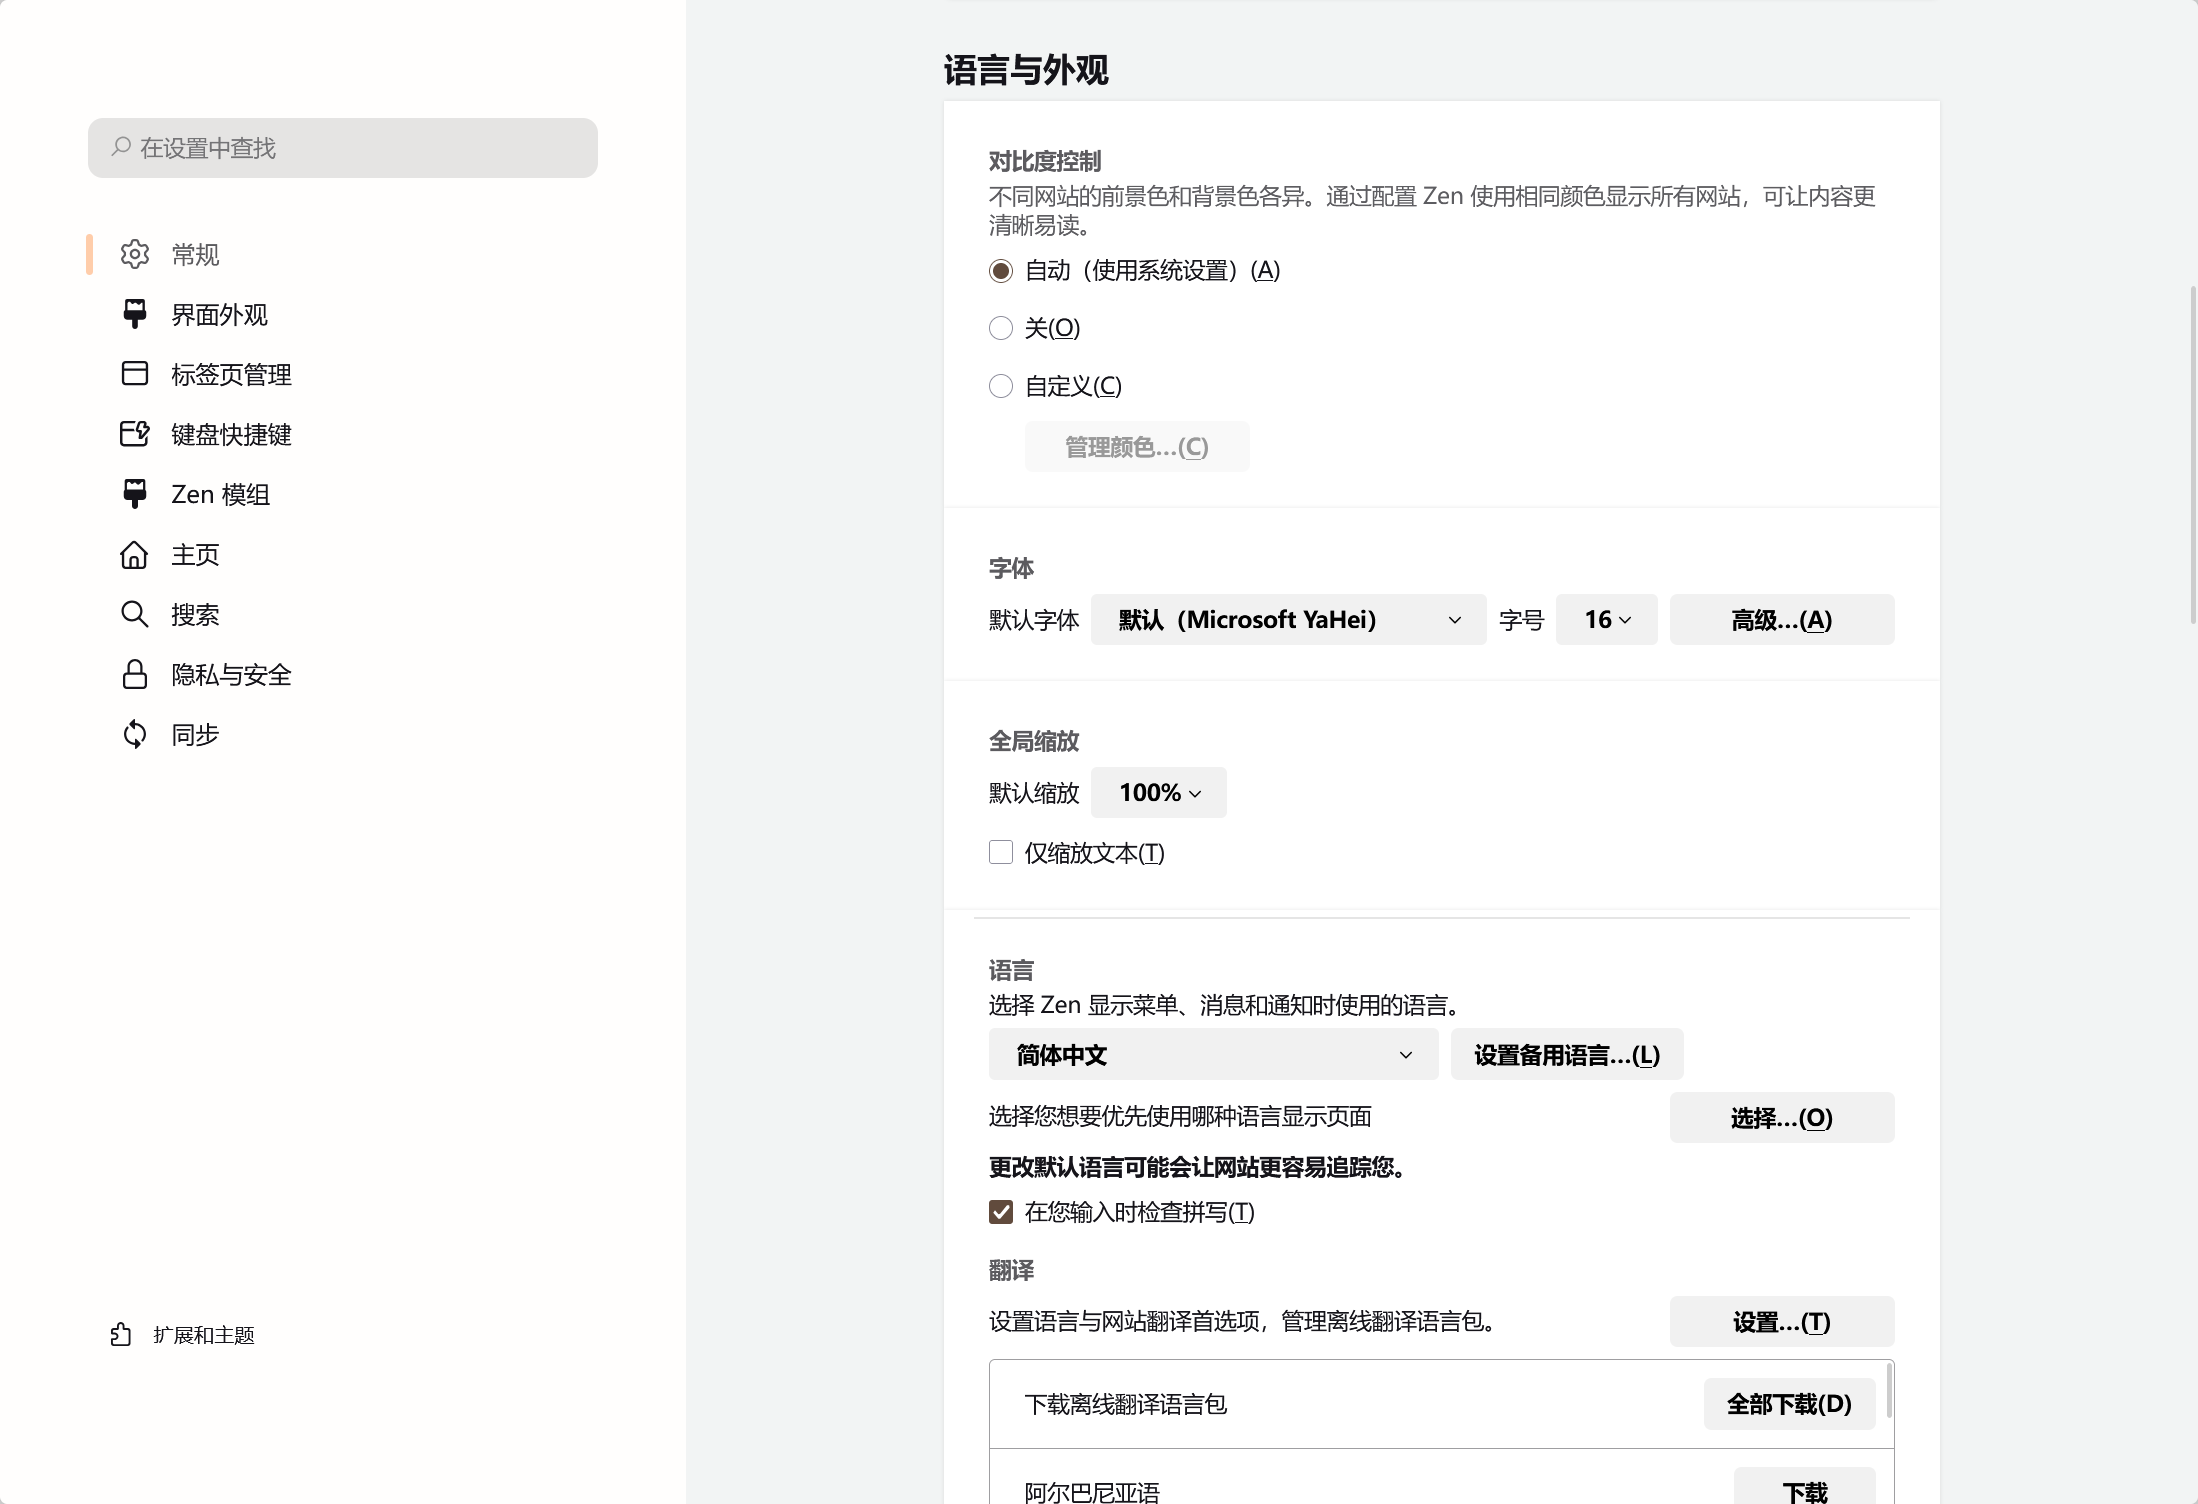 在设置中查找
常规
界面外观
标签页管理
键盘快捷键
Zen 模组
主页
搜索
隐私与安全
同步
扩展和主题
语言与外观
对比度控制
不同网站的前景色和背景色各异。通过配置 Zen 使用相同颜色显示所有网站，可让内容更
清晰易读。
自动（使用系统设置）(A)
关(O)
自定义(C)
管理颜色...(C)
字体
默认字体 默认（Microsoft YaHei） 字号 16 高级...(A)
全局缩放
默认缩放 100%
仅缩放文本(T)
语言
选择 Zen 显示菜单、消息和通知时使用的语言。
简体中文 设置备用语言...(L)
选择您想要优先使用哪种语言显示页面 选择...(O)
更改默认语言可能会让网站更容易追踪您。
在您输入时检查拼写(T)
翻译
设置语言与网站翻译首选项，管理离线翻译语言包。 设置...(T)
下载离线翻译语言包 全部下载(D)
阿尔巴尼亚语 下载